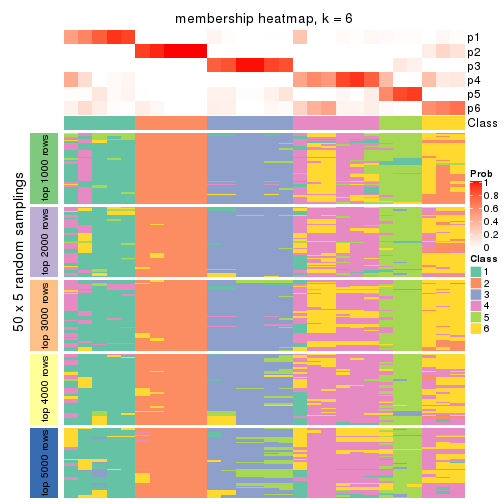 membership heatmap, k = 6
p1
p2
p3
p4
p5
p6
Class
50 x 5 random samplings
top 1000 rows
top 2000 rows
top 3000 rows
top 4000 rows
top 5000 rows
Prob
1
0.8
0.6
0.4
0.2
0
Class
1
2
3
4
5
6